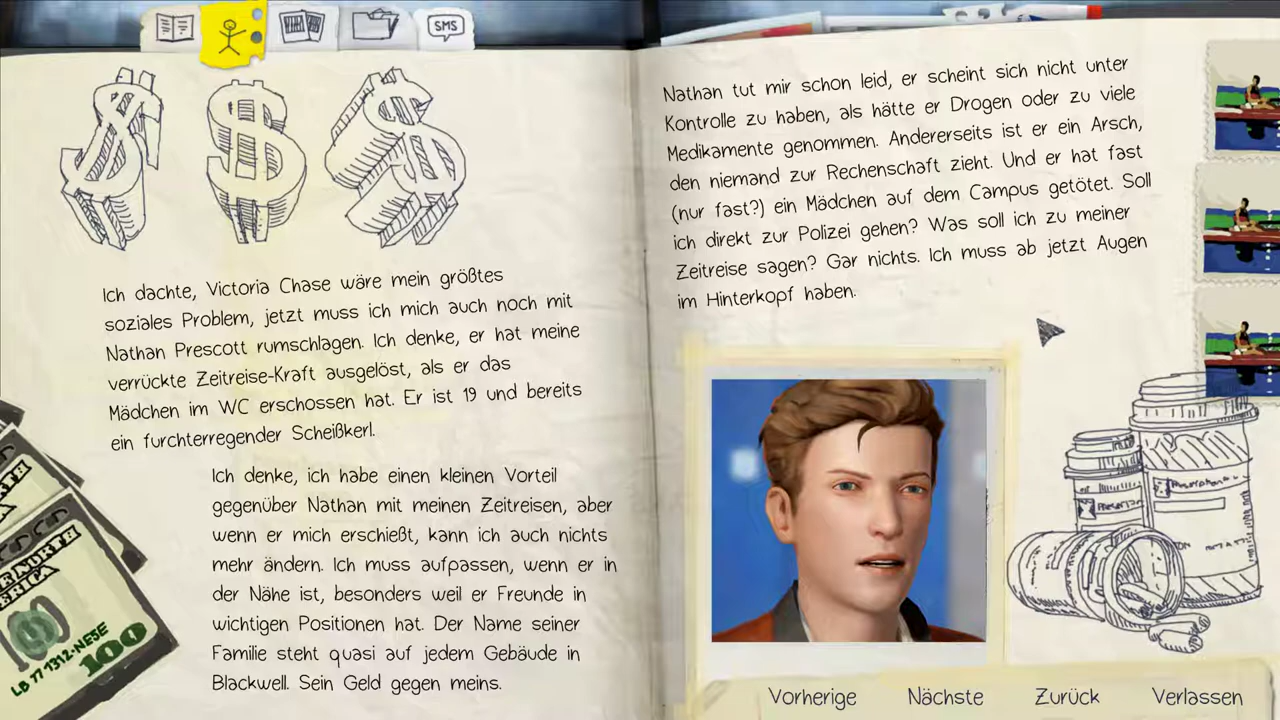 SMS
Ich dachte, Victoria Chase wäre mein größtes
soziales Problem, jetzt muss ich mich auch noch mit
Nathan Prescott rumschlagen. Ich denke, er hat meine
verrückte Zeitreise-Kraft ausgelöst, als er das
Mädchen im WC erschossen hat. Er ist 19 und bereits
ein furchterregender Scheißkerl.
Ich denke, ich habe einen kleinen Vorteil
gegenüber Nathan mit meinen Zeitreisen, aber
wenn er mich erschießt, kann ich auch nichts
mehr ändern. Ich muss aufpassen, wenn er in
der Nähe ist, besonders weil er Freunde in
wichtigen Positionen hat. Der Name seiner
Familie steht quasi auf jedem Gebäude in
Blackwell. Sein Geld gegen meins.
100
Nathan tut mir schon leid, er scheint sich nicht unter
Kontrolle zu haben, als hätte er Drogen oder zu viele
Medikamente genommen. Andererseits ist er ein Arsch,
den niemand zur Rechenschaft zieht. Und er hat fast
(nur fast?) ein Mädchen auf dem Campus getötet. Soll
ich direkt zur Polizei gehen? Was soll ich zu meiner
Zeitreise sagen? Gar nichts. Ich muss ab jetzt Augen
im Hinterkopf haben.
Vorherige Nächste Zurück Verlassen